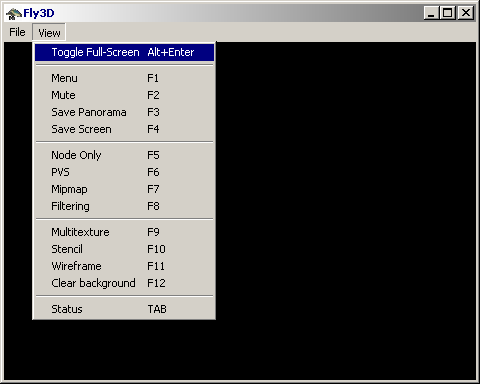 Fly3D
File View
Toggle Full-Screen Alt+Enter
Menu F1
Mute F2
Save Panorama F3
Save Screen F4
Node Only F5
PVS F6
Mipmap F7
Filtering F8
Multitexture F9
Stencil F10
Wireframe F11
Clear background F12
Status TAB